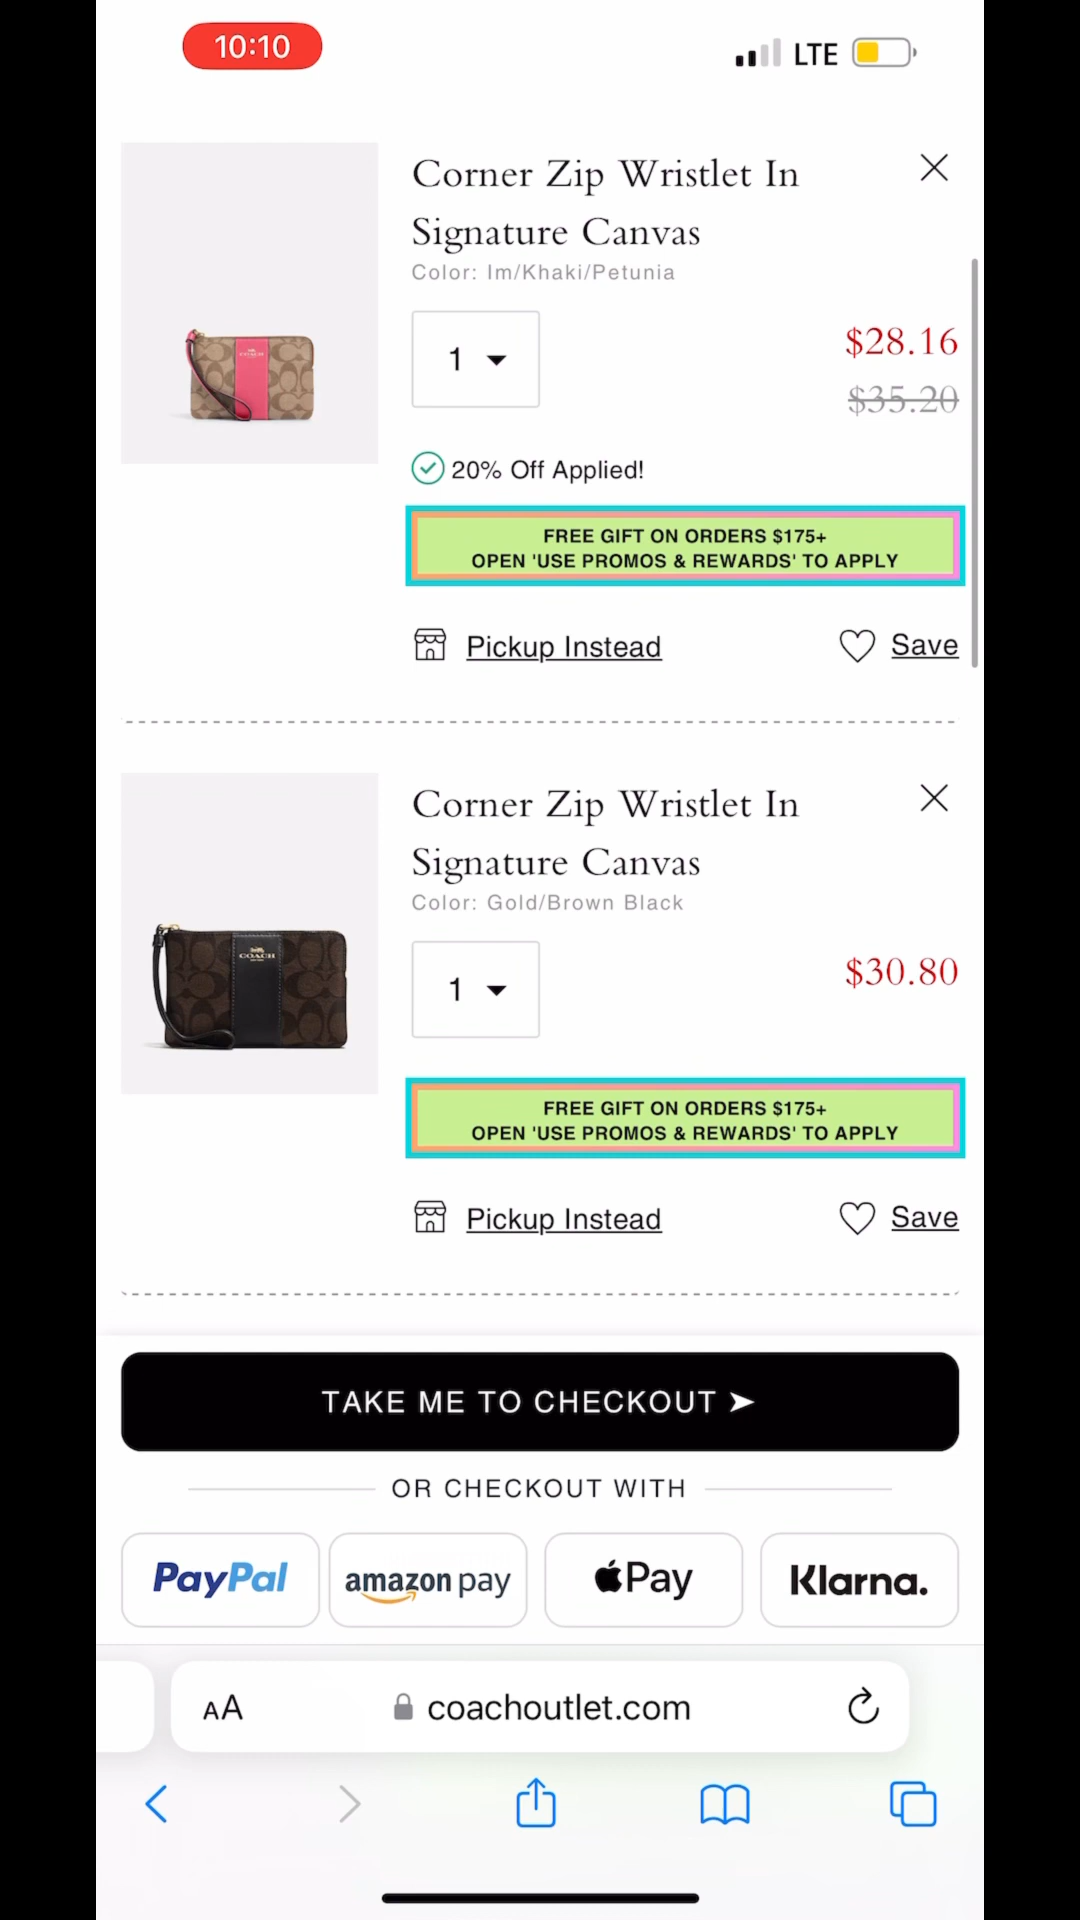 10:10
LTE
Corner Zip Wristlet In
Signature Canvas
Color: Im/Khaki/Petunia
1
$28.16
$35.20
20% Off Applied!
FREE GIFT ON ORDERS $175+
OPEN 'USE PROMOS & REWARDS' TO APPLY
Pickup Instead
Save
COACH
Corner Zip Wristlet In
Signature Canvas
Color: Gold/Brown Black
1
$30.80
COACH
FREE GIFT ON ORDERS $175+
OPEN 'USE PROMOS & REWARDS' TO APPLY
Pickup Instead
Save
TAKE ME TO CHECKOUT ➤
OR CHECKOUT WITH
PayPal
amazon pay
Pay
Klarna.
AA
coachoutlet.com